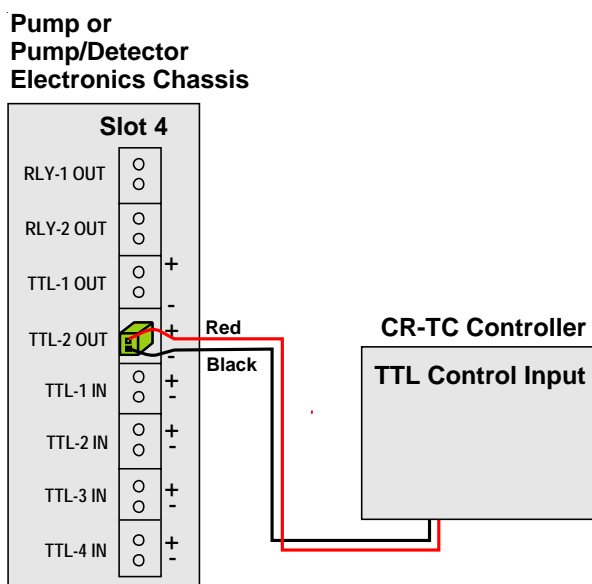 Pump or
Pump/Detector
Electronics Chassis
Slot 4
RLY-1 OUT
RLY-2 OUT
TTL-1 OUT
+
-
TTL-2 OUT
+
-
Red
Black
TTL-1 IN
+
-
TTL-2 IN
+
-
TTL-3 IN
+
-
TTL-4 IN
+
-
CR-TC Controller
TTL Control Input